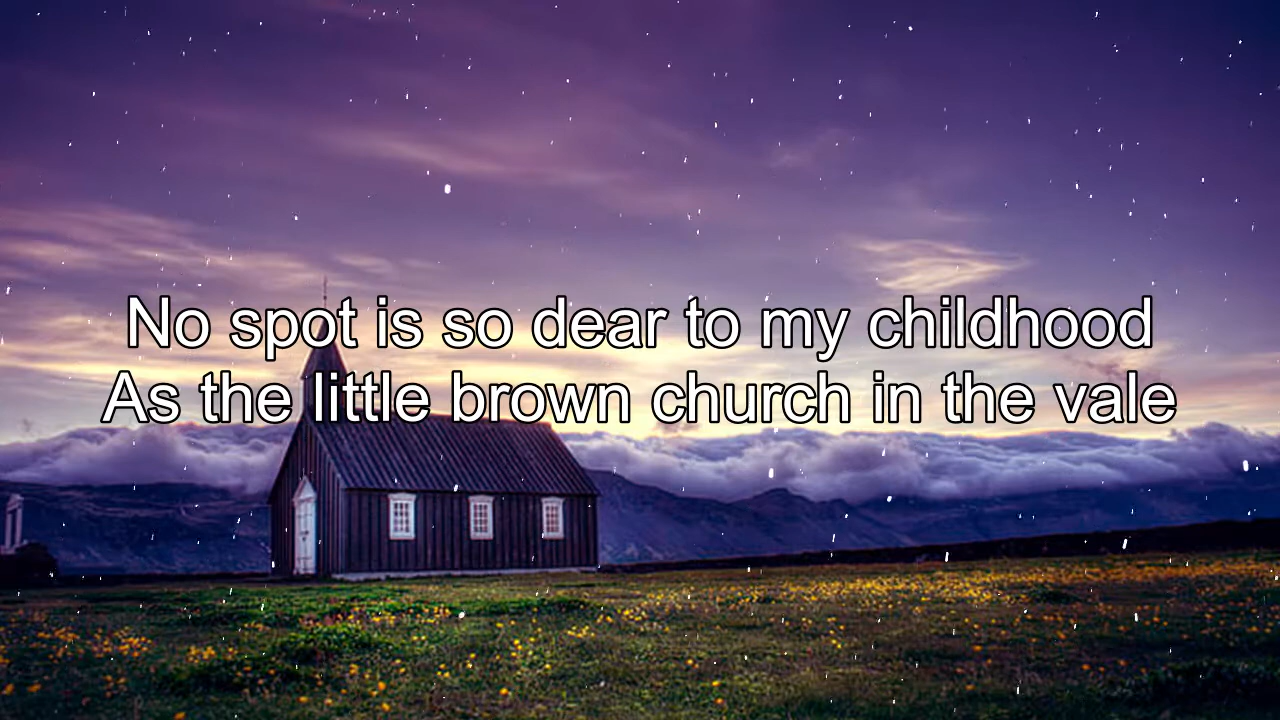 No spot is so dear to my childhood
As the little brown church in the vale